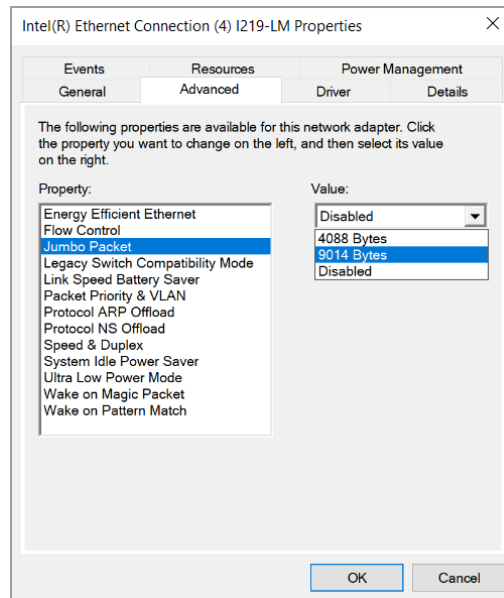 Intel(R) Ethernet Connection (4) I219-LM Properties
Events Resources Power Management
General Advanced Driver Details
The following properties are available for this network adapter. Click
the property you want to change on the left, and then select its value
on the right.
Property:
Value:
Energy Efficient Ethernet
Flow Control
Jumbo Packet
Legacy Switch Compatibility Mode
Link Speed Battery Saver
Packet Priority & VLAN
Protocol ARP Offload
Protocol NS Offload
Speed & Duplex
System Idle Power Saver
Ultra Low Power Mode
Wake on Magic Packet
Wake on Pattern Match
Disabled
4088 Bytes
9014 Bytes
Disabled
OK Cancel